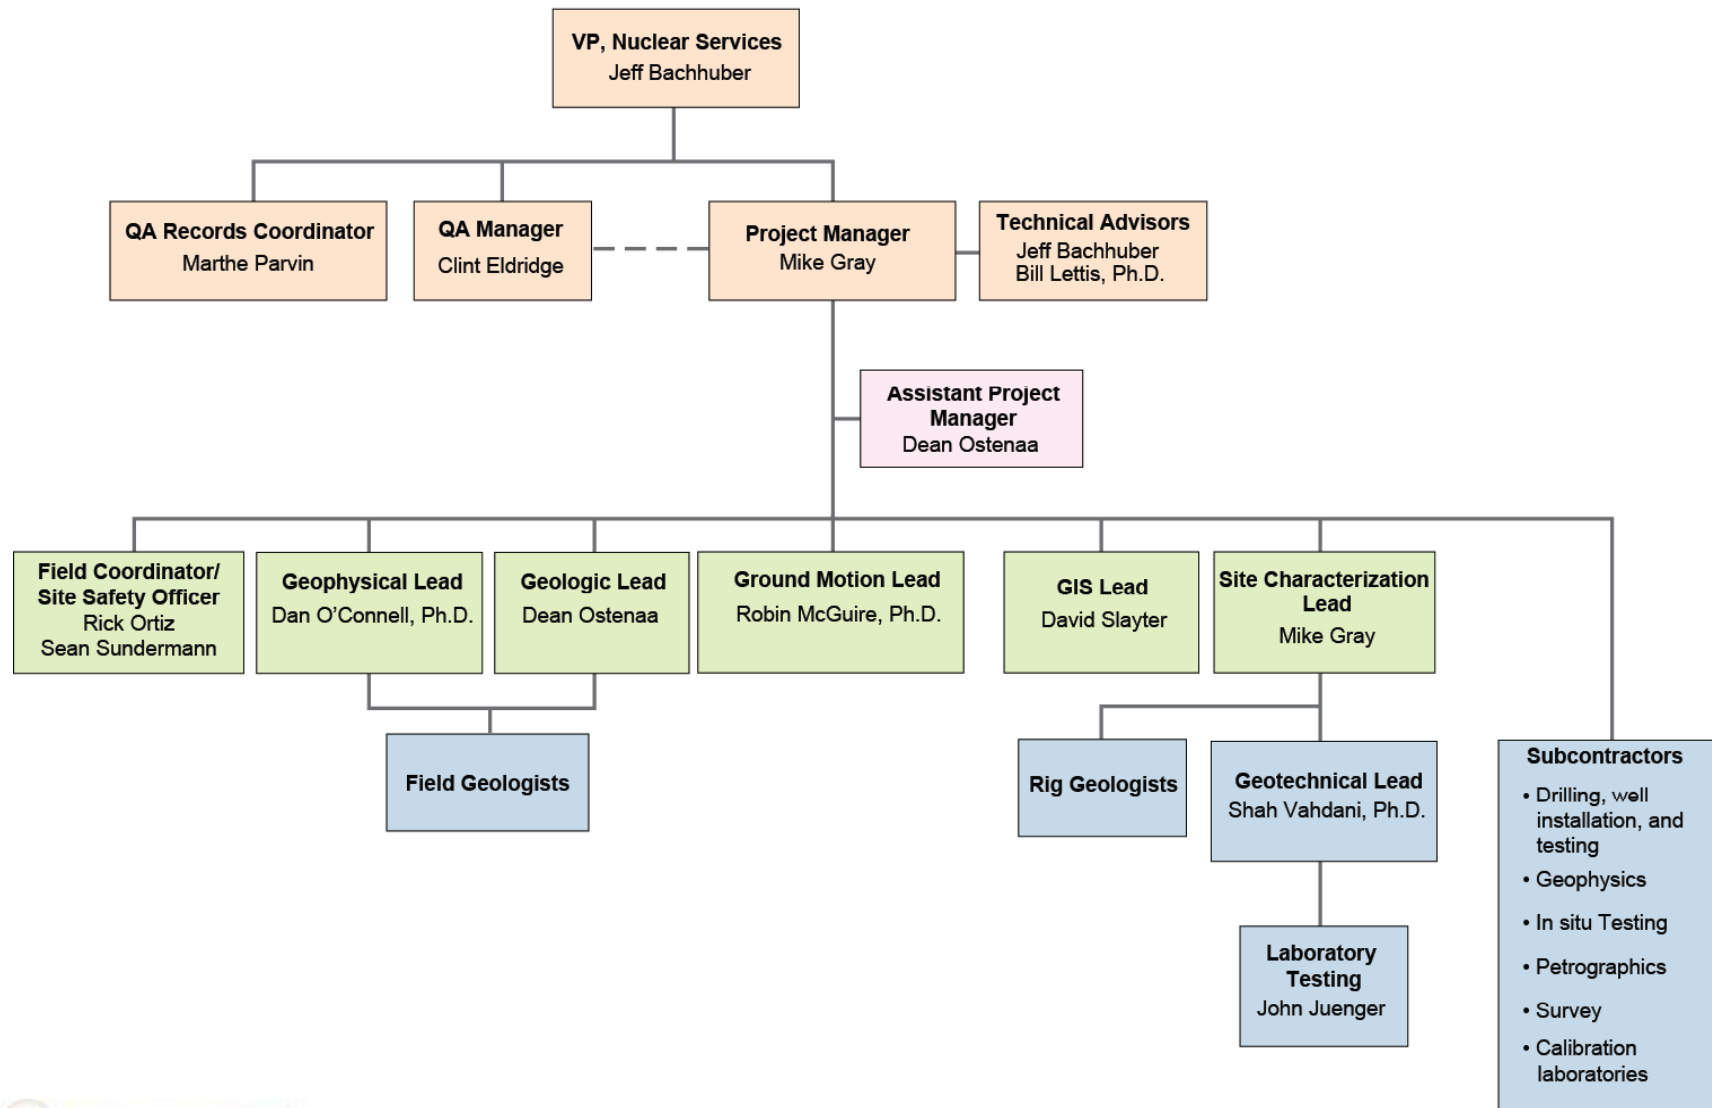 VP, Nuclear Services
Jeff Bachhuber
QA Records Coordinator
Marthe Parvin
QA Manager
Clint Eldridge
Project Manager
Mike Gray
Technical Advisors
Jeff Bachhuber
Bill Lettis, Ph.D.
Assistant Project
Manager
Dean Ostenaa
Field Coordinator/
Site Safety Officer
Rick Ortiz
Sean Sundermann
Geophysical Lead
Dan O'Connell, Ph.D.
Geologic Lead
Dean Ostenaa
Ground Motion Lead
Robin McGuire, Ph.D.
GIS Lead
David Slayter
Site Characterization
Lead
Mike Gray
Field Geologists
Rig Geologists
Geotechnical Lead
Shah Vahdani, Ph.D.
Laboratory
Testing
John Juenger
Subcontractors
• Drilling, well
installation, and
testing
• Geophysics
• In situ Testing
• Petrographics
• Survey
• Calibration
laboratories